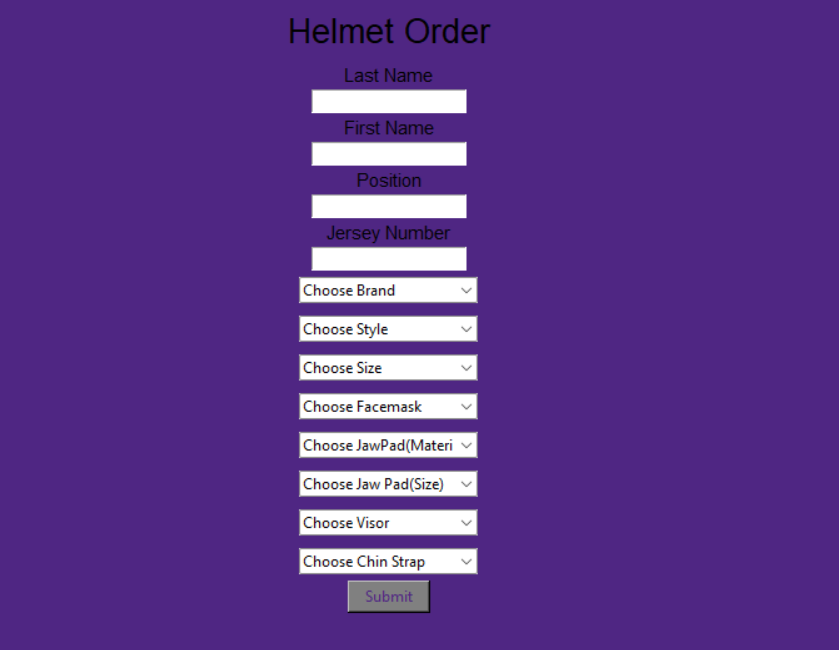 Helmet Order
Last Name
First Name
Position
Jersey Number
Choose Brand
Choose Style
Choose Size
Choose Facemask
Choose JawPad(Materi
Choose Jaw Pad(Size)
Choose Visor
Choose Chin Strap
Submit